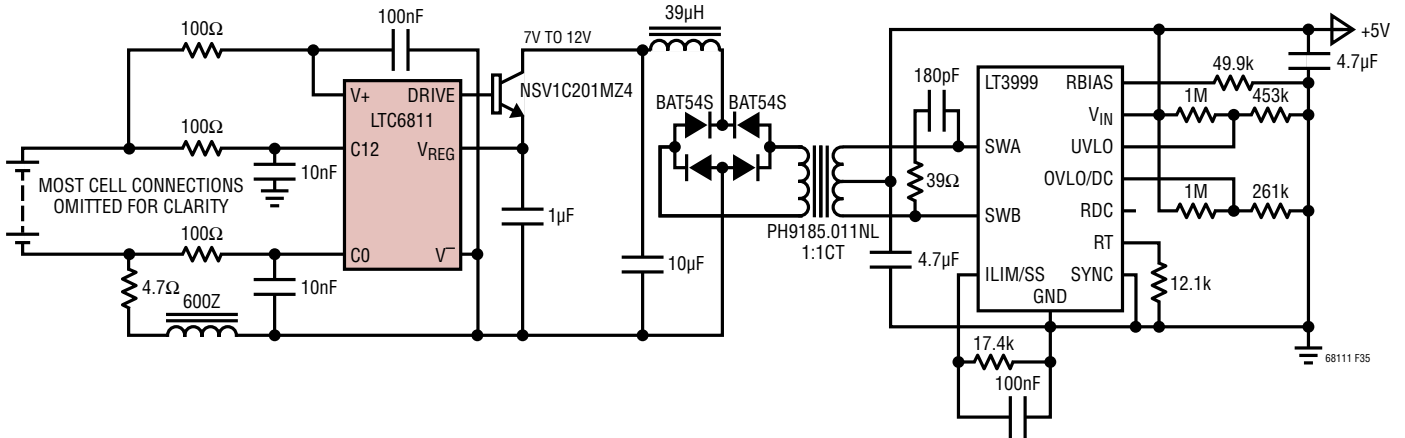 100Ω
100nF
39µH
7V TO 12V
+5V
4.7µF
V+
DRIVE
LTC6811
NSV1C201MZ4
180pF
LT3999
RBIAS
49.9k
BAT54S
BAT54S
1M
453k
VIN
100Ω
C12
VREG
SWA
UVLO
10nF
MOST CELL CONNECTIONS
OMITTED FOR CLARITY
39Ω
OVLO/DC
1M
261k
1µF
SWB
RDC
100Ω
PH9185.011NL
1:1CT
RT
C0
V–
10µF
4.7µF
ILIM/SS
SYNC
12.1k
4.7Ω
10nF
600Z
GND
17.4k
68111 F35
100nF